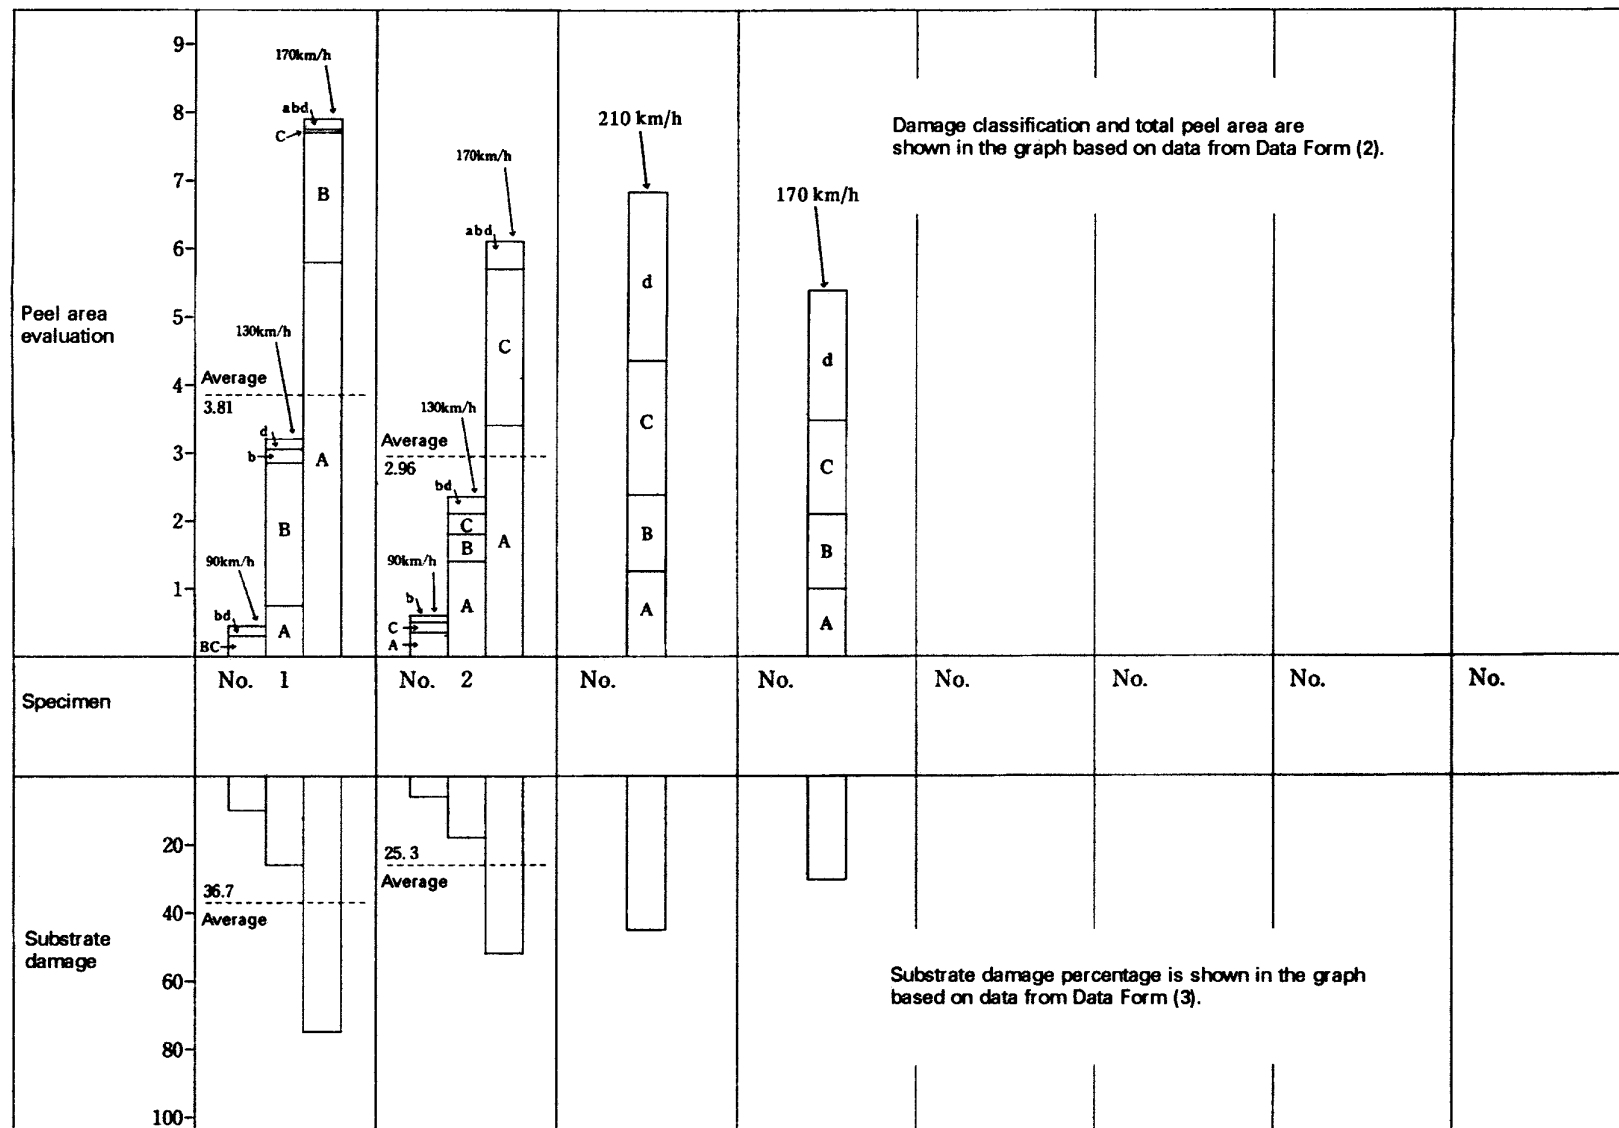 9
170km/h
abd
8
C
210 km/h
Damage classification and total peel area are
shown in the graph based on data from Data Form (2).
170km/h
7
B
170 km/h
abd
6
d
Peel area
evaluation
5
130km/h
C
d
Average
4
3.81
130km/h
C
d
Average
3
b
A
2.96
C
bd
2
B
C
A
B
B
B
90km/h
90km/h
1
b
A
A
bd
A
C
A
BC
A
No. 1
No. 2
No.
No.
No.
No.
No.
No.
Specimen
20
25.3
Average
36.7
40
Average
Substrate
damage
60
Substrate damage percentage is shown in the graph
based on data from Data Form (3).
80
100